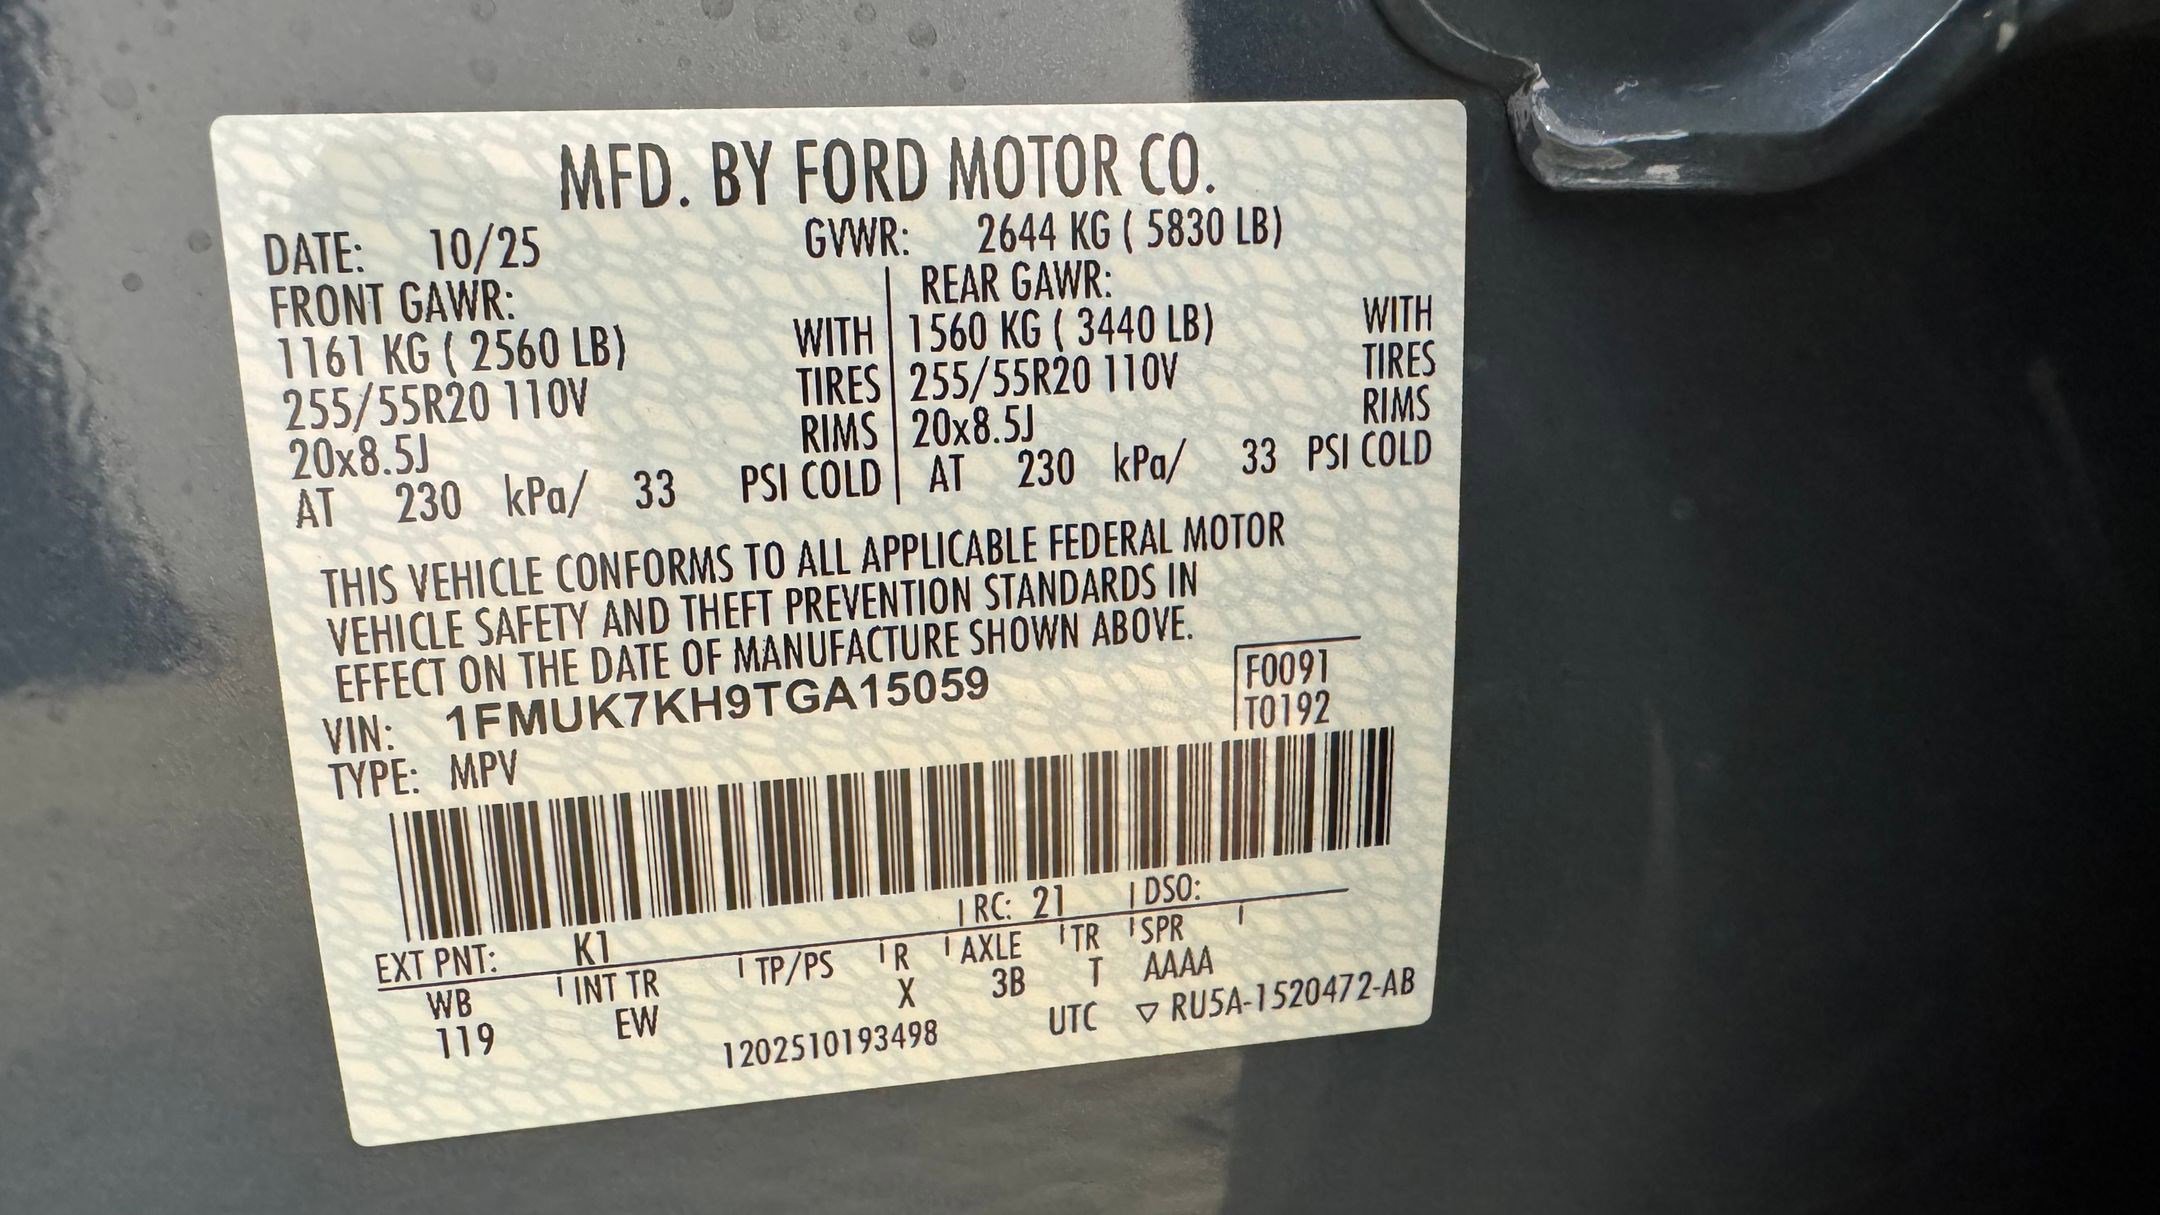 MFD. BY FORD MOTOR CO.
DATE: 10/25 GVWR: 2644 KG ( 5830 LB)
FRONT GAWR: REAR GAWR:
1161 KG ( 2560 LB) WITH 1560 KG ( 3440 LB) WITH
255/55R20 110V TIRES 255/55R20 110V TIRES
20x8.5J RIMS 20x8.5J RIMS
AT 230 kPa/ 33 PSI COLD AT 230 kPa/ 33 PSI COLD
THIS VEHICLE CONFORMS TO ALL APPLICABLE FEDERAL MOTOR
VEHICLE SAFETY AND THEFT PREVENTION STANDARDS IN
EFFECT ON THE DATE OF MANUFACTURE SHOWN ABOVE.
VIN: 1FMUK7KH9TGA15059 F0091
TYPE: MPV T0192
EXT PNT: K1 RC: 21 DSO:
WB INT TR TP/PS R AXLE TR SPR
119 EW X 3B T AAAA
1202510193498 UTC ▽ RU5A-1520472-AB